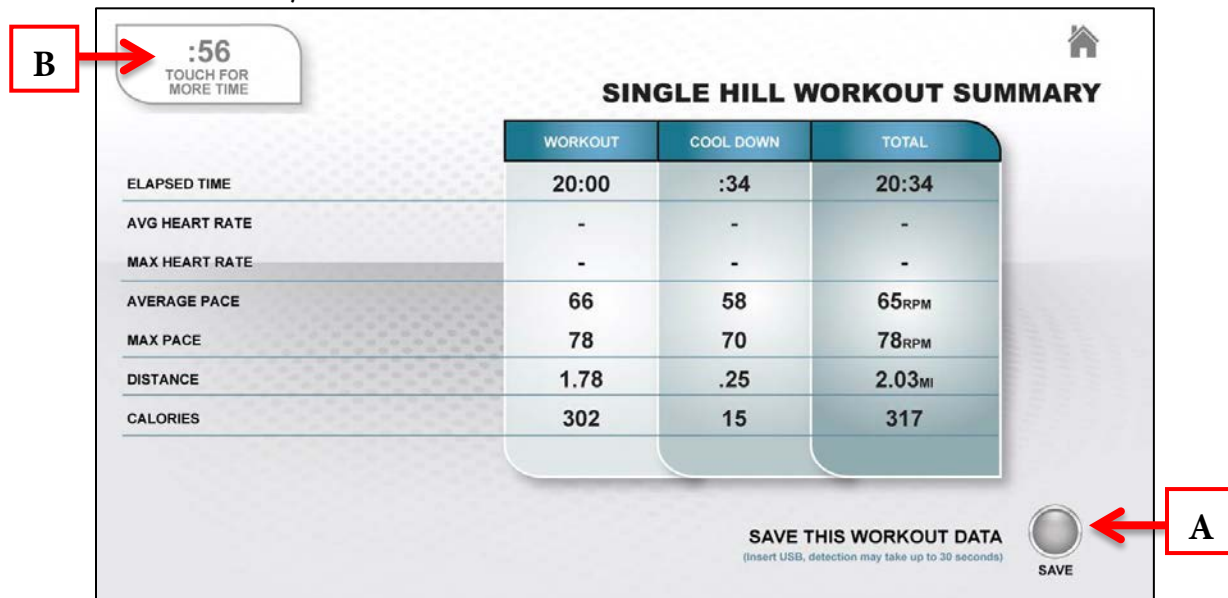 B
:56
TOUCH FOR
MORE TIME
SINGLE HILL WORKOUT SUMMARY
WORKOUT COOL DOWN TOTAL
ELAPSED TIME 20:00 :34 20:34
AVG HEART RATE - - -
MAX HEART RATE - - -
AVERAGE PACE 66 58 65RPM
MAX PACE 78 70 78RPM
DISTANCE 1.78 .25 2.03MI
CALORIES 302 15 317
SAVE THIS WORKOUT DATA
(Insert USB, detection may take up to 30 seconds)
SAVE
A